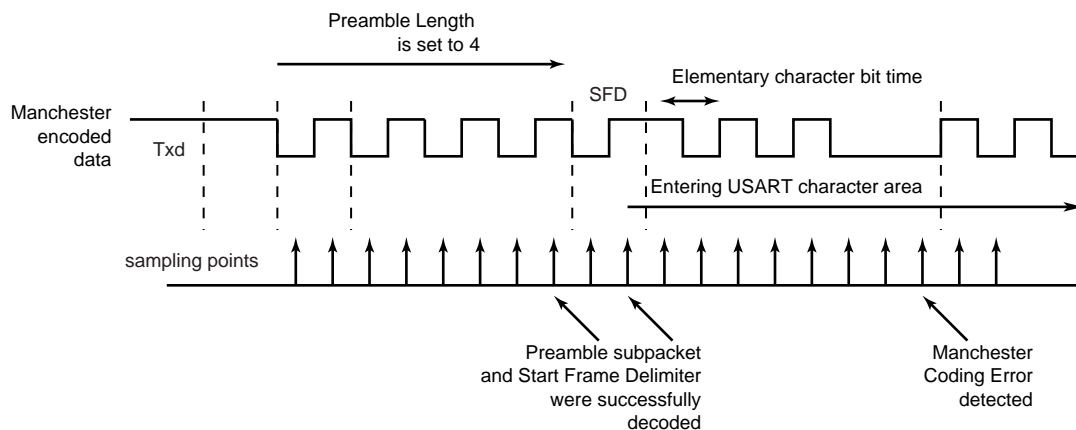 Preamble Length
is set to 4
Elementary character bit time
SFD
Manchester
encoded
data
Txd
Entering USART character area
sampling points
Preamble subpacket
and Start Frame Delimiter
were successfully
decoded
Manchester
Coding Error
detected